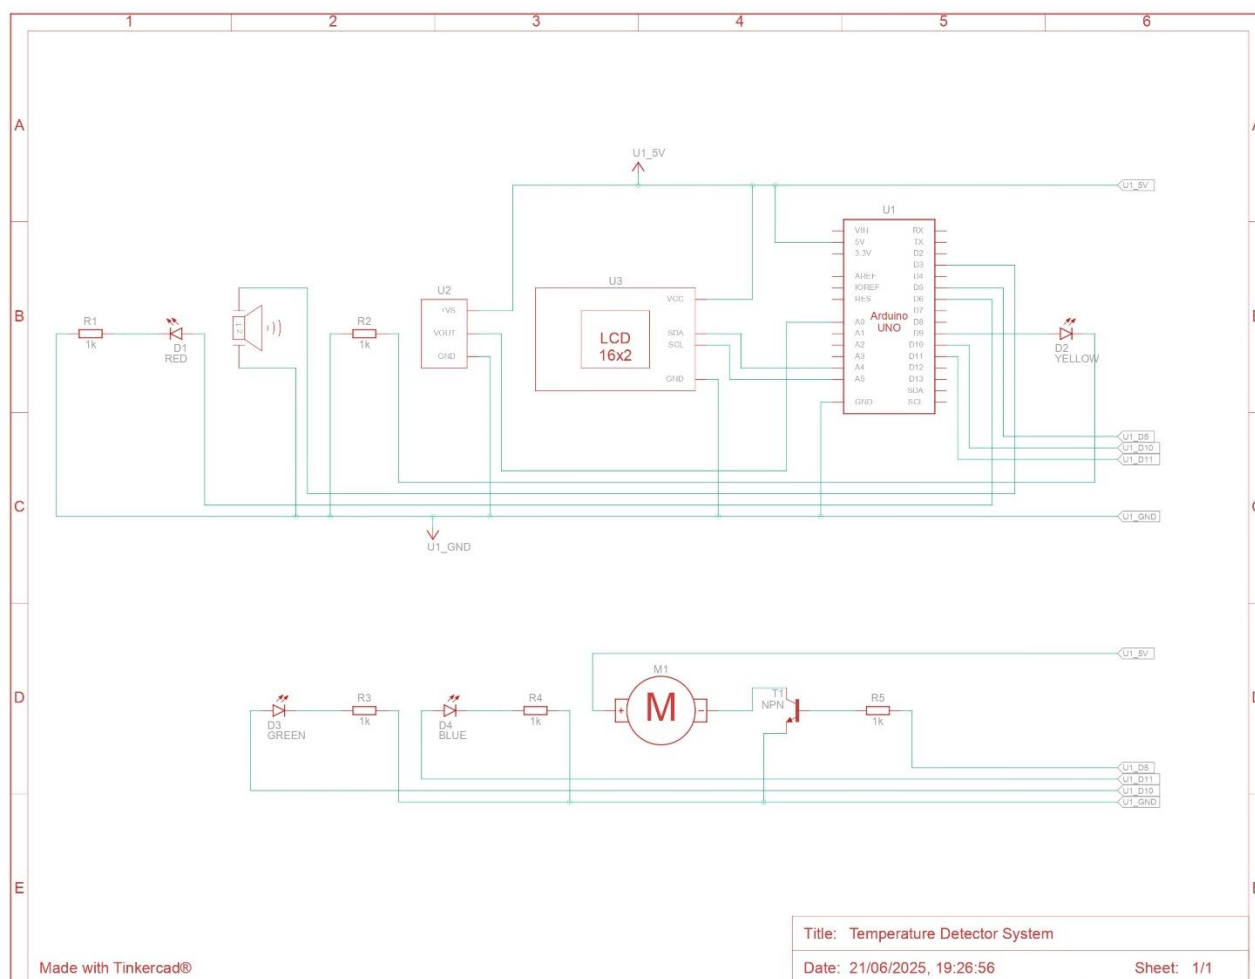 1 2 3 4 5 6
A
B
C
D
E
U1_5V
U1_5V
U1
VIN RX
5V TX
3.3V D2
D3
AREF D4
IOREF D5
RES D6
D7
A0 D8
A1 D9
A2 D10
A3 D11
A4 D12
A5 D13
SDA
GND SCL
Arduino
UNO
U3
LCD
16x2
VCC
SDA
SCL
GND
U2
+VS
VOUT
GND
R1
1k
D1
RED
R2
1k
D2
YELLOW
U1_D5
U1_D10
U1_D11
U1_GND
U1_GND
U1_5V
M1
+ M -
T1
NPN
R5
1k
D3
GREEN
R3
1k
D4
BLUE
R4
1k
U1_D5
U1_D11
U1_D10
U1_GND
Title: Temperature Detector System
Made with Tinkercad®
Date: 21/06/2025, 19:26:56
Sheet: 1/1